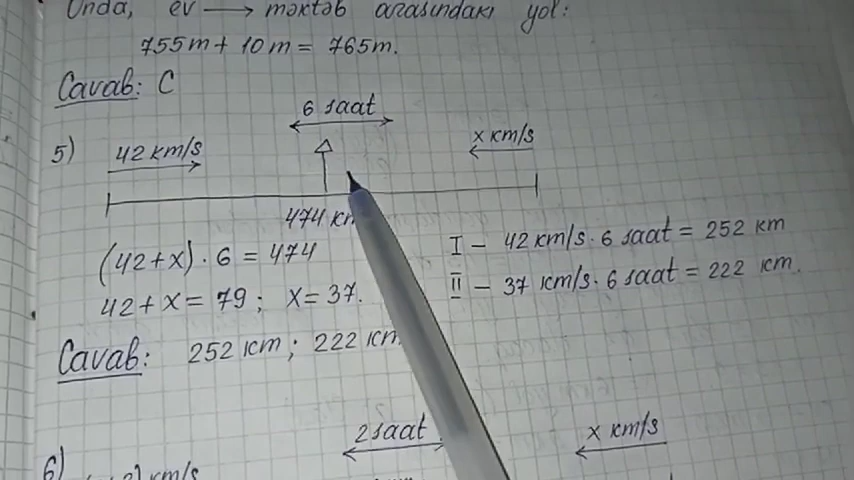 Unda, ev → məktəb arasındakı yol:
755m + 10m = 765m.
Cavab: C
6 saat
5) 42 km/s x km/s
474 km
(42+x) · 6 = 474
42 + x = 79 ; x = 37.
I – 42 km/s · 6 saat = 252 km
II – 37 km/s · 6 saat = 222 km.
Cavab: 252 km ; 222 km
2 saat x km/s
6) km/s